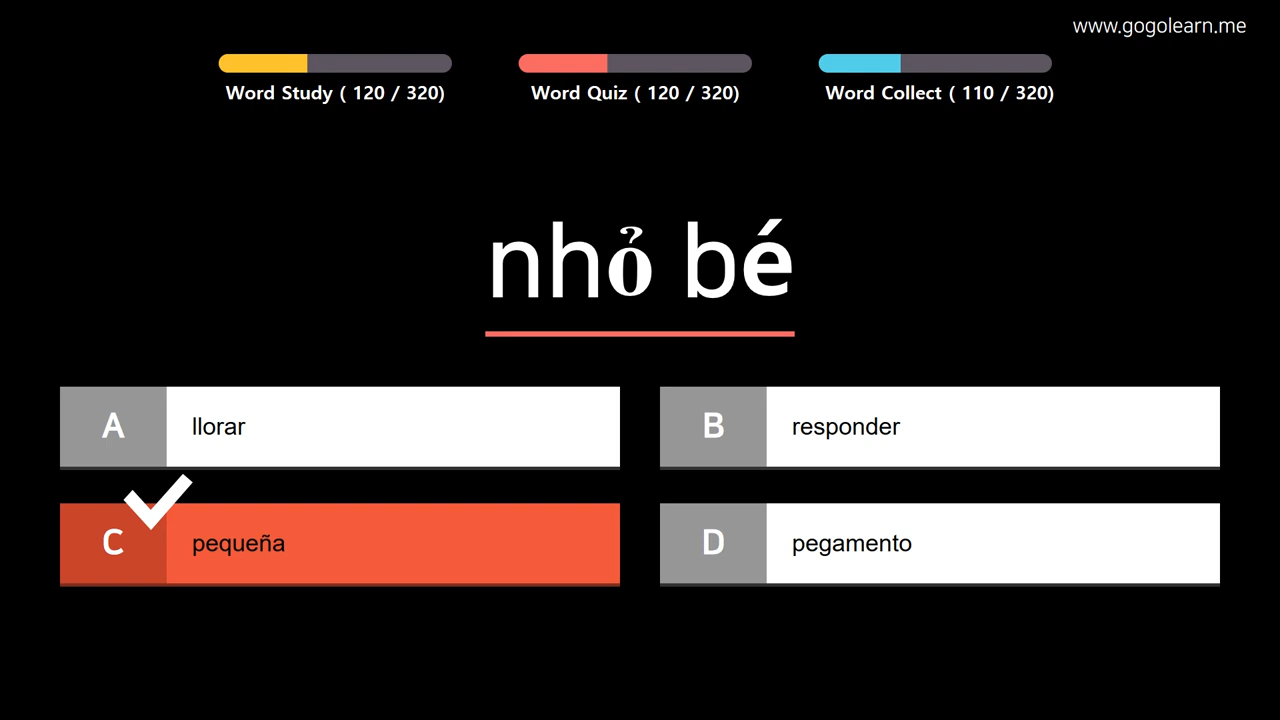 www.gogolearn.me
Word Study ( 120 / 320)
Word Quiz ( 120 / 320)
Word Collect ( 110 / 320)
nhỏ bé
A llorar
B responder
C pequeña
D pegamento